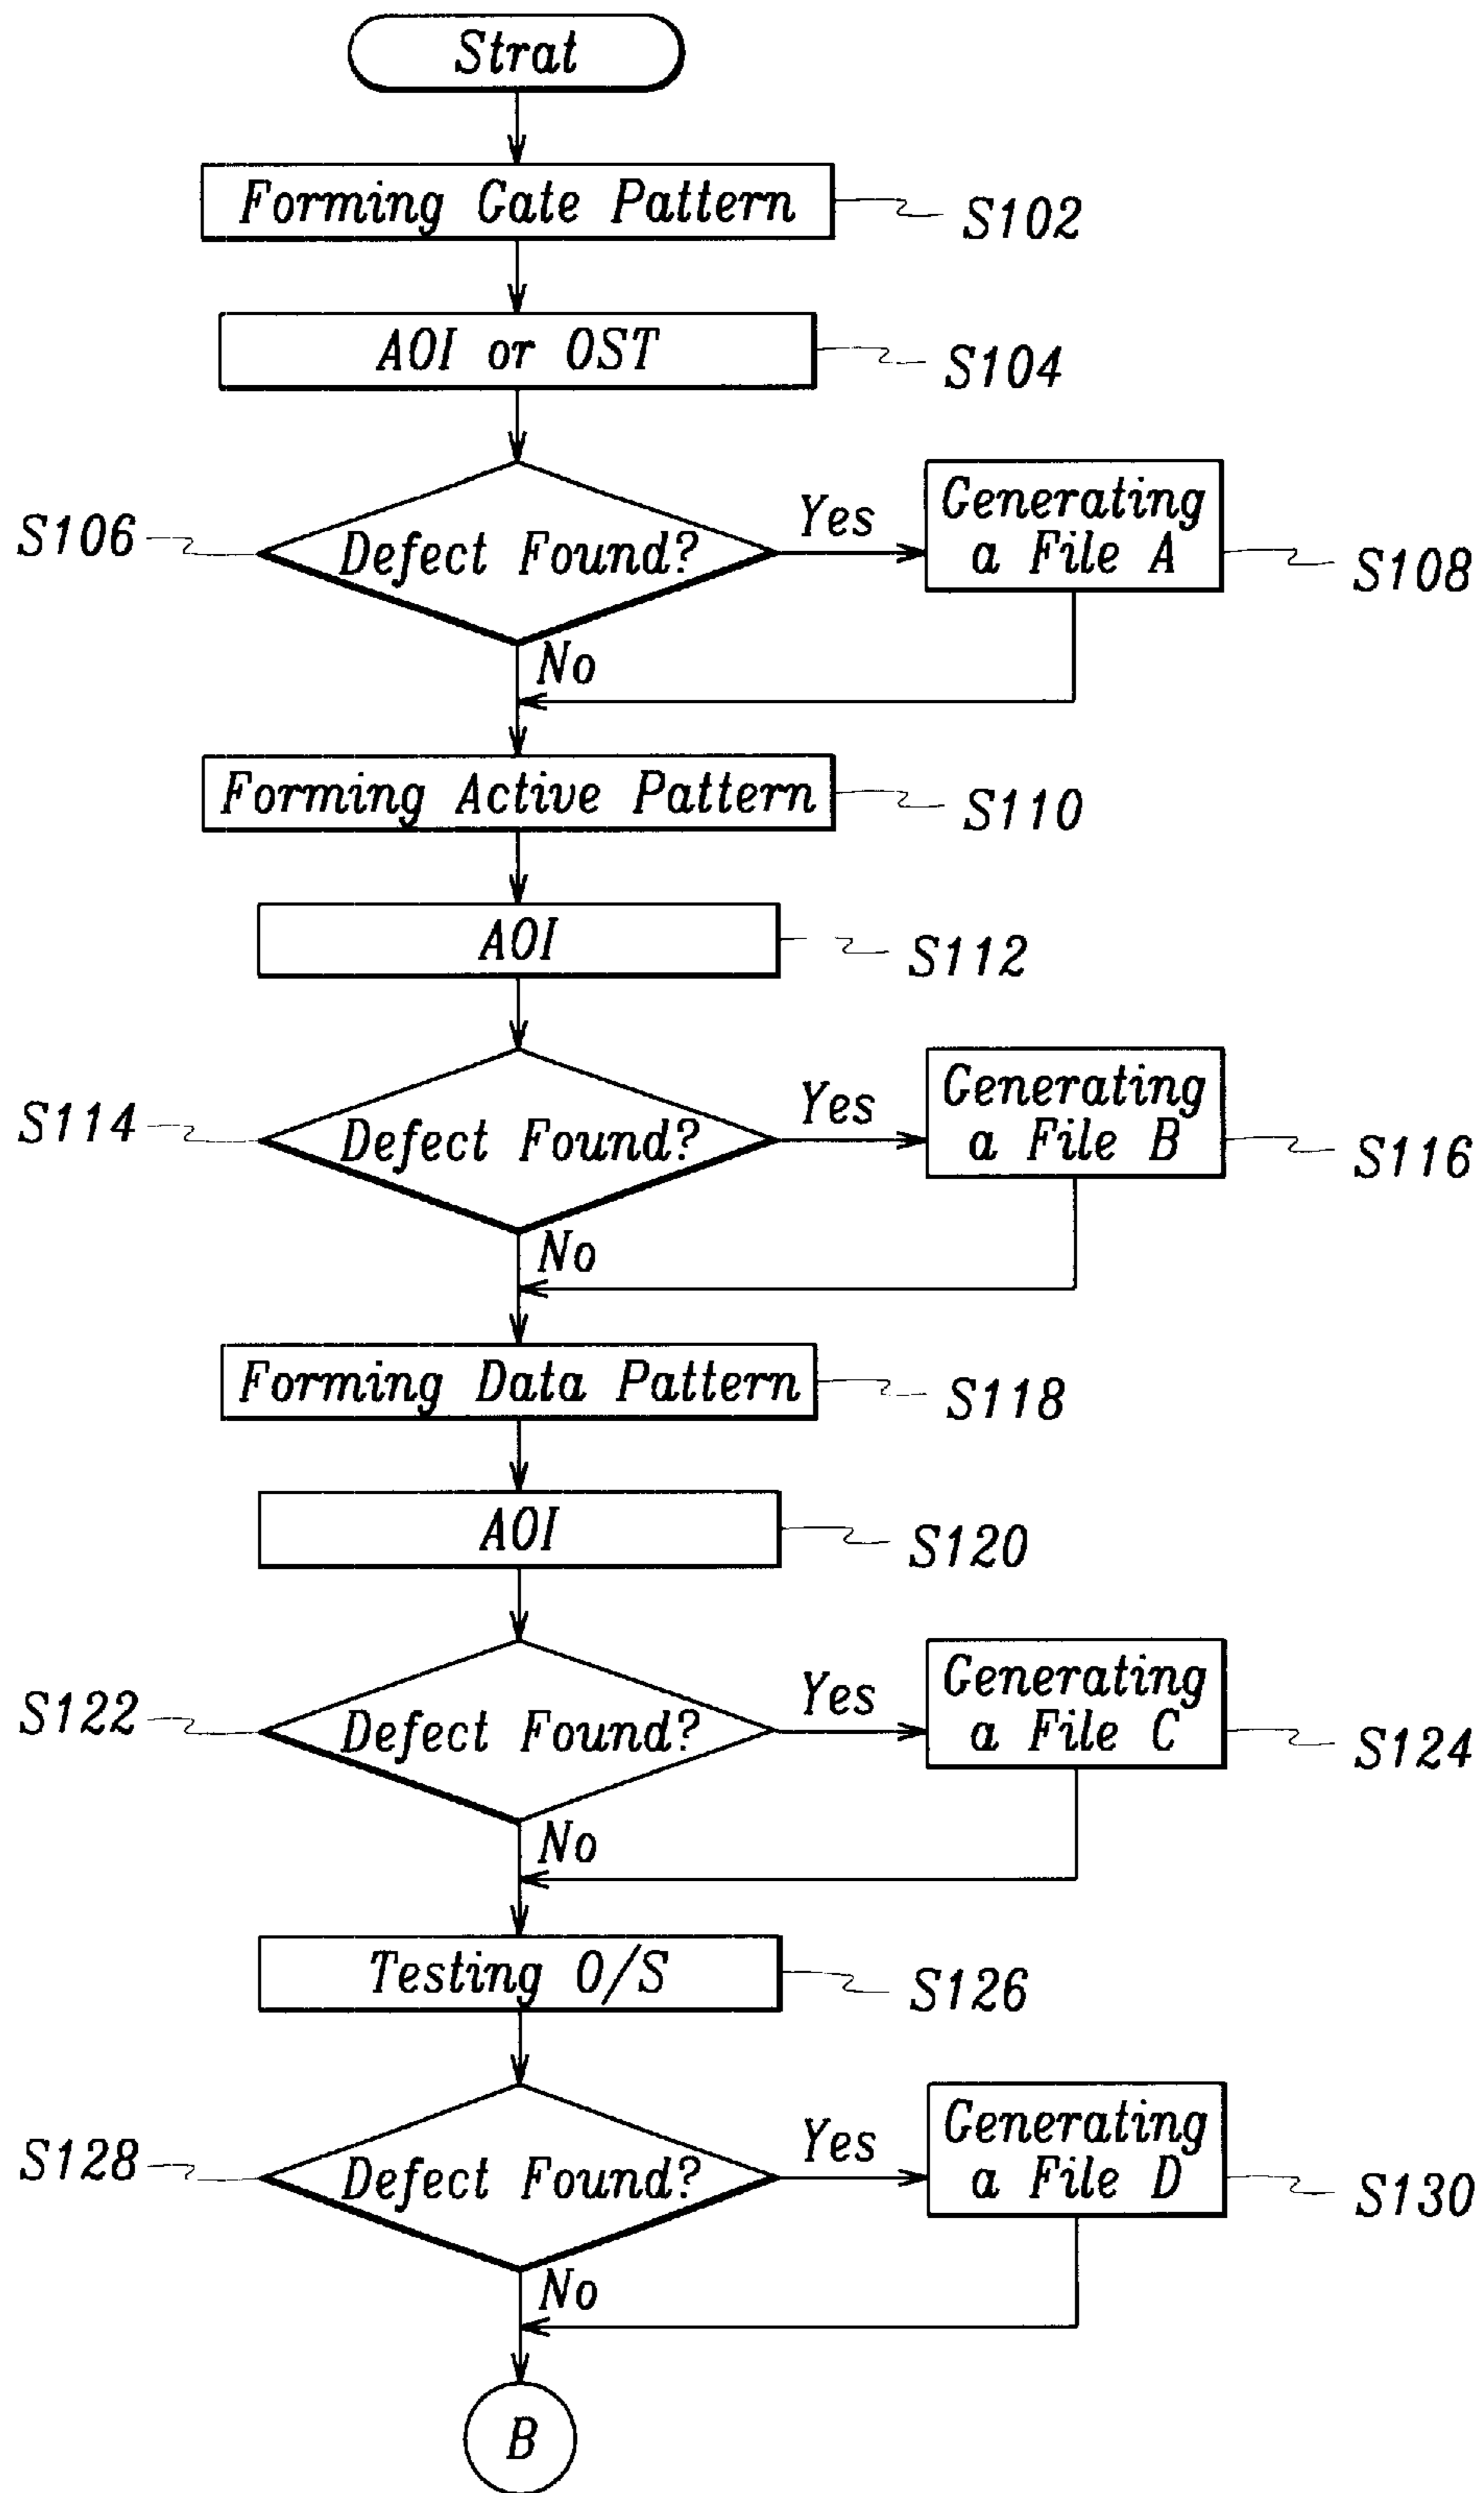 Strat
Forming Gate Pattern
S102
AOI or OST
S104
S106
Defect Found?
Yes
Generating
a File A
S108
No
Forming Active Pattern
S110
AOI
S112
S114
Defect Found?
Yes
Generating
a File B
S116
No
Forming Data Pattern
S118
AOI
S120
S122
Defect Found?
Yes
Generating
a File C
S124
No
Testing O/S
S126
S128
Defect Found?
Yes
Generating
a File D
S130
No
B